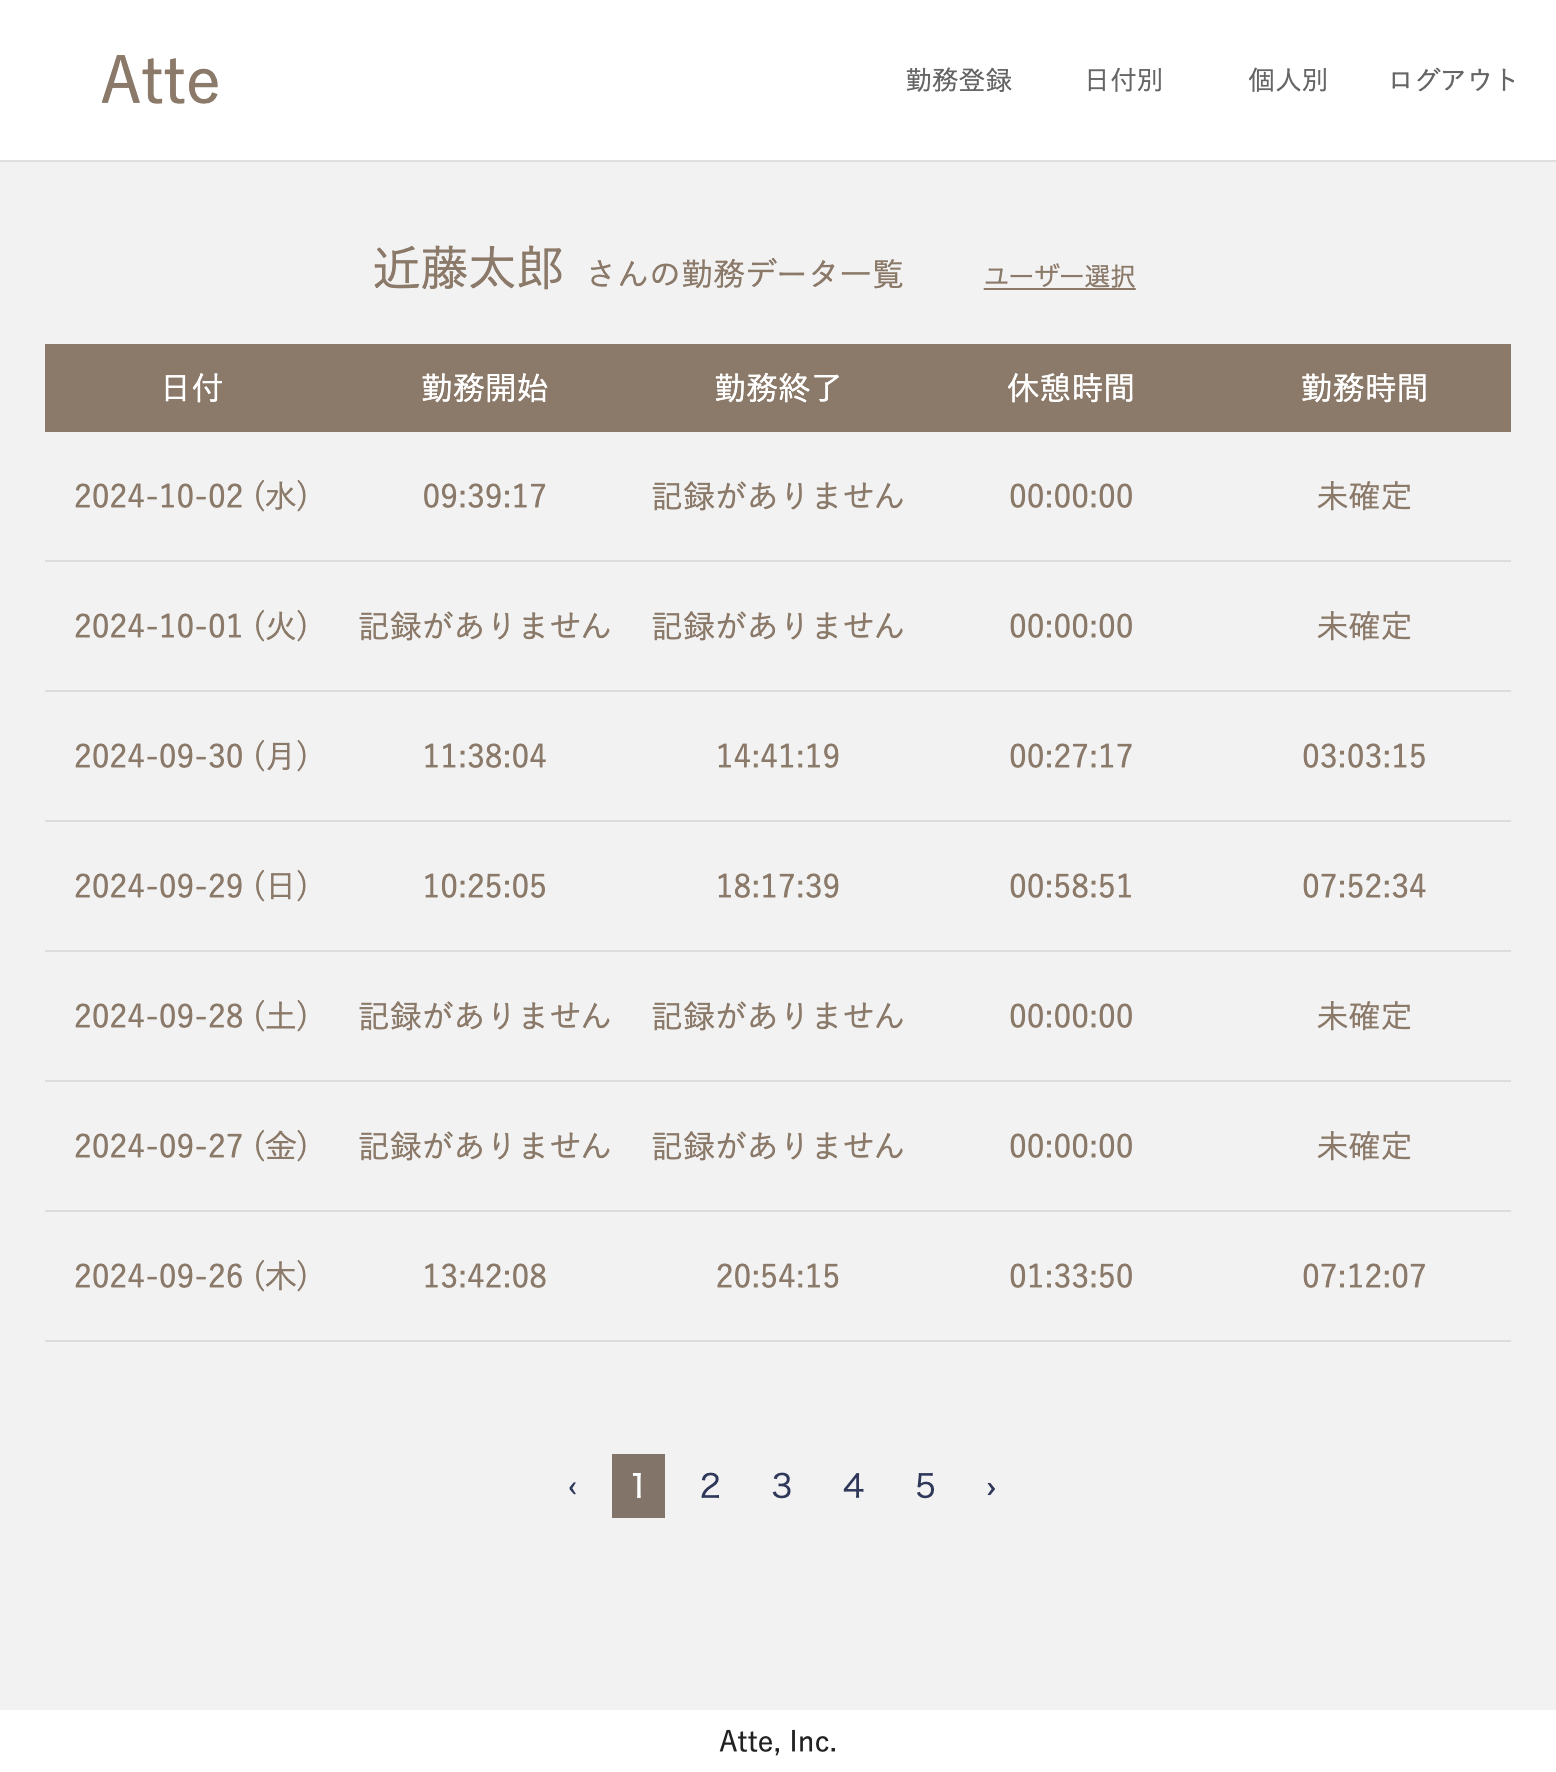 Atte 勤務登録 日付別 個人別 ログアウト
近藤太郎 さんの勤務データ一覧 ユーザー選択
日付 勤務開始 勤務終了 休憩時間 勤務時間
2024-10-02 (水) 09:39:17 記録がありません 00:00:00 未確定
2024-10-01 (火) 記録がありません 記録がありません 00:00:00 未確定
2024-09-30 (月) 11:38:04 14:41:19 00:27:17 03:03:15
2024-09-29 (日) 10:25:05 18:17:39 00:58:51 07:52:34
2024-09-28 (土) 記録がありません 記録がありません 00:00:00 未確定
2024-09-27 (金) 記録がありません 記録がありません 00:00:00 未確定
2024-09-26 (木) 13:42:08 20:54:15 01:33:50 07:12:07
‹ 1 2 3 4 5 ›
Atte, Inc.